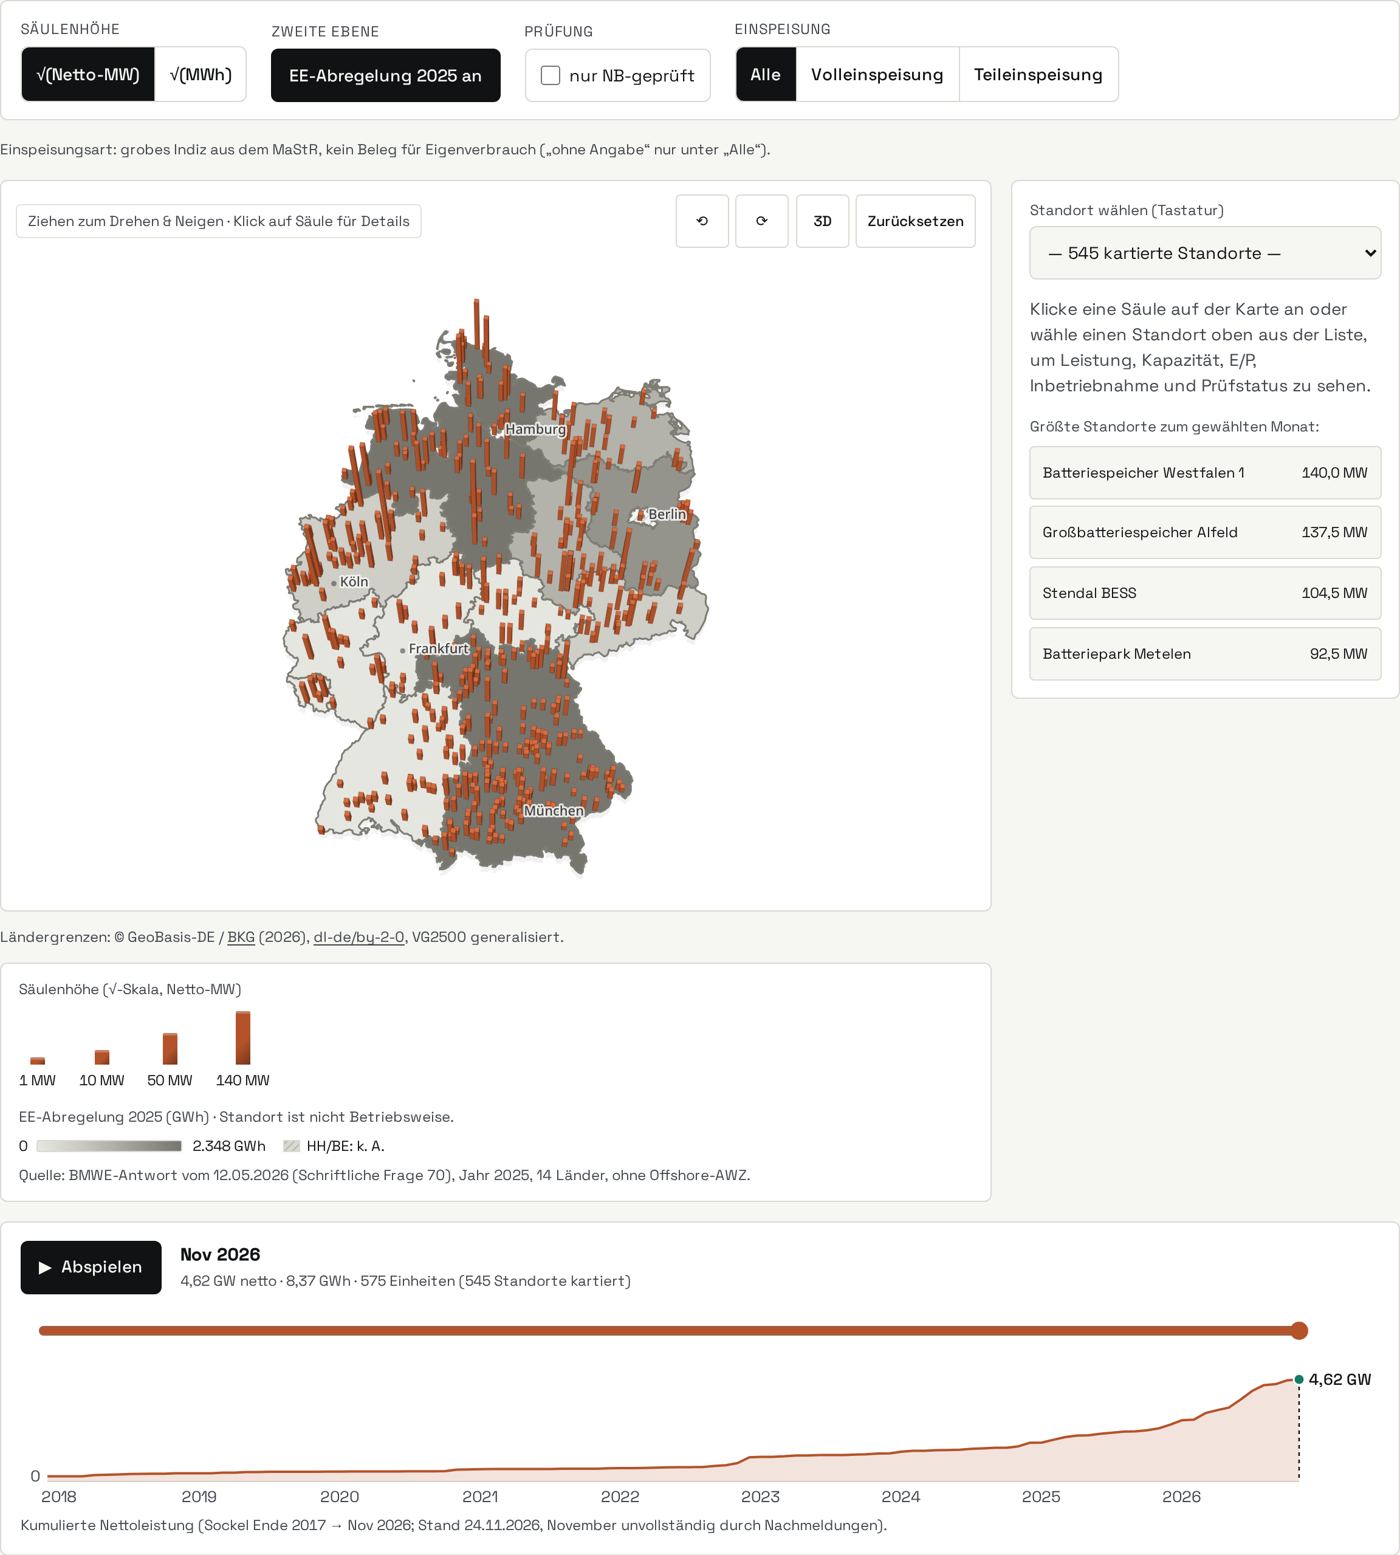 SÄULENHÖHE
ZWEITE EBENE
PRÜFUNG
EINSPEISUNG
√(Netto-MW)
√(MWh)
EE-Abregelung 2025 an
nur NB-geprüft
Alle
Volleinspeisung
Teileinspeisung
Einspeisungsart: grobes Indiz aus dem MaStR, kein Beleg für Eigenverbrauch („ohne Angabe“ nur unter „Alle“).
Ziehen zum Drehen & Neigen · Klick auf Säule für Details
⟲
⟳
3D
Zurücksetzen
Hamburg
Berlin
Köln
Frankfurt
München
Standort wählen (Tastatur)
— 545 kartierte Standorte —
Klicke eine Säule auf der Karte an oder
wähle einen Standort oben aus der Liste,
um Leistung, Kapazität, E/P,
Inbetriebnahme und Prüfstatus zu sehen.
Größte Standorte zum gewählten Monat:
Batteriespeicher Westfalen 1 140,0 MW
Großbatteriespeicher Alfeld 137,5 MW
Stendal BESS 104,5 MW
Batteriepark Metelen 92,5 MW
Ländergrenzen: © GeoBasis-DE / BKG (2026), dl-de/by-2-0, VG2500 generalisiert.
Säulenhöhe (√-Skala, Netto-MW)
1 MW 10 MW 50 MW 140 MW
EE-Abregelung 2025 (GWh) · Standort ist nicht Betriebsweise.
0 2.348 GWh HH/BE: k. A.
Quelle: BMWE-Antwort vom 12.05.2026 (Schriftliche Frage 70), Jahr 2025, 14 Länder, ohne Offshore-AWZ.
▶ Abspielen
Nov 2026
4,62 GW netto · 8,37 GWh · 575 Einheiten (545 Standorte kartiert)
4,62 GW
0
2018 2019 2020 2021 2022 2023 2024 2025 2026
Kumulierte Nettoleistung (Sockel Ende 2017 → Nov 2026; Stand 24.11.2026, November unvollständig durch Nachmeldungen).